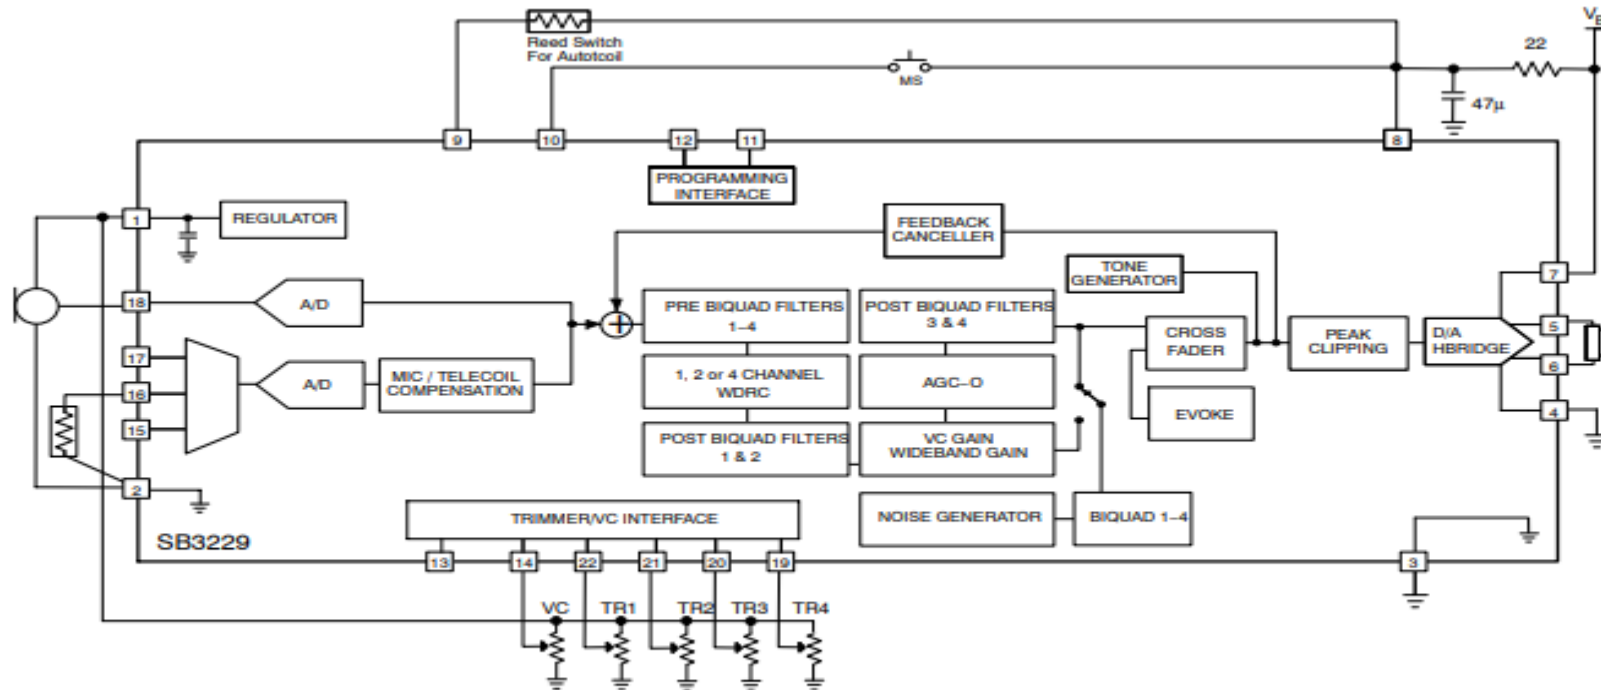 V
Reed Switch
For Autotcoil
22
MS
47µ
9
10
12
11
8
PROGRAMMING
INTERFACE
1
REGULATOR
FEEDBACK
CANCELLER
TONE
GENERATOR
7
18
A/D
PRE BIQUAD FILTERS
1–4
POST BIQUAD FILTERS
3 & 4
CROSS
FADER
PEAK
CLIPPING
D/A
HBRIDGE
5
6
17
16
15
A/D
MIC / TELECOIL
COMPENSATION
1, 2 or 4 CHANNEL
WDRC
AGC–O
EVOKE
4
POST BIQUAD FILTERS
1 & 2
VC GAIN
WIDEBAND GAIN
2
TRIMMER/VC INTERFACE
NOISE GENERATOR
BIQUAD 1–4
SB3229
13
14
22
21
20
19
3
VC
TR1
TR2
TR3
TR4